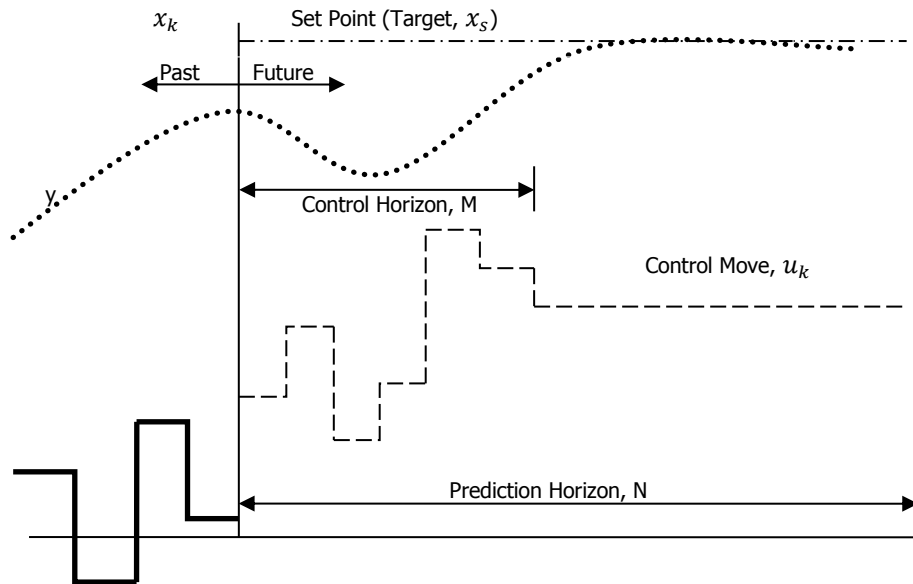 x_k
Set Point (Target, x_s)
Past
Future
y
Control Horizon, M
Control Move, u_k
Prediction Horizon, N